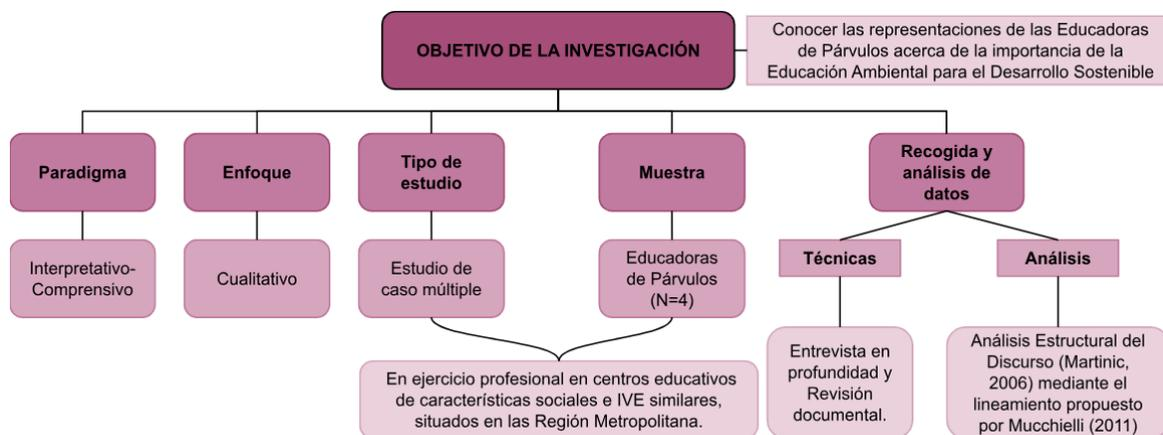 OBJETIVO DE LA INVESTIGACIÓN
Conocer las representaciones de las Educadoras
de Párvulos acerca de la importancia de la
Educación Ambiental para el Desarrollo Sostenible
Paradigma
Enfoque
Tipo de
estudio
Muestra
Recogida y
análisis de
datos
Interpretativo-
Comprensivo
Cualitativo
Estudio de
caso múltiple
Educadoras
de Párvulos
(N=4)
Técnicas
Análisis
En ejercicio profesional en centros educativos
de características sociales e IVE similares,
situados en las Región Metropolitana.
Entrevista en
profundidad y
Revisión
documental.
Análisis Estructural del
Discurso (Martinic,
2006) mediante el
lineamiento propuesto
por Mucchielli (2011)